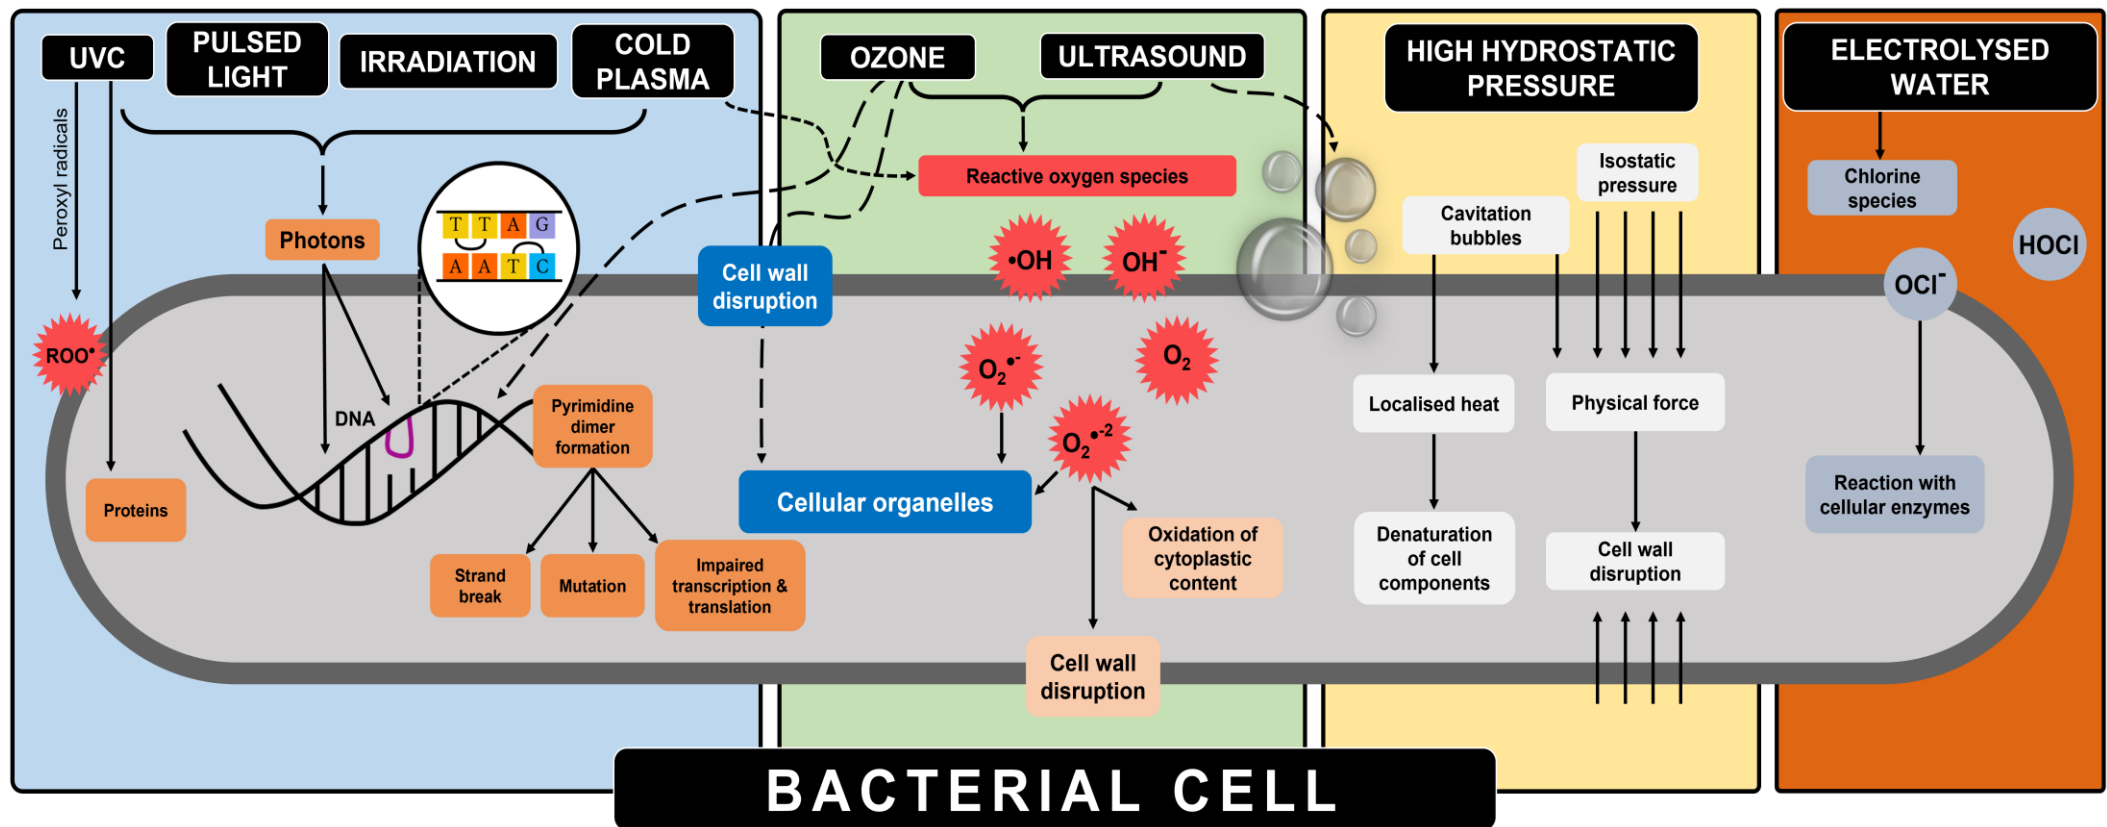 UVC
PULSED
LIGHT
IRRADIATION
COLD
PLASMA
OZONE
ULTRASOUND
HIGH HYDROSTATIC
PRESSURE
ELECTROLYSED
WATER
Peroxyl radicals
Photons
T T A G
A A T C
Cell wall
disruption
Reactive oxygen species
•OH
OH⁻
O₂•⁻
O₂
O₂•⁻²
ROO•
DNA
Proteins
Pyrimidine
dimer
formation
Strand
break
Mutation
Impaired
transcription &
translation
Cellular organelles
Oxidation of
cytoplastic
content
Cell wall
disruption
Cavitation
bubbles
Isostatic
pressure
Localised heat
Physical force
Denaturation
of cell
components
Cell wall
disruption
Chlorine
species
HOCl
OCl⁻
Reaction with
cellular enzymes
BACTERIAL CELL